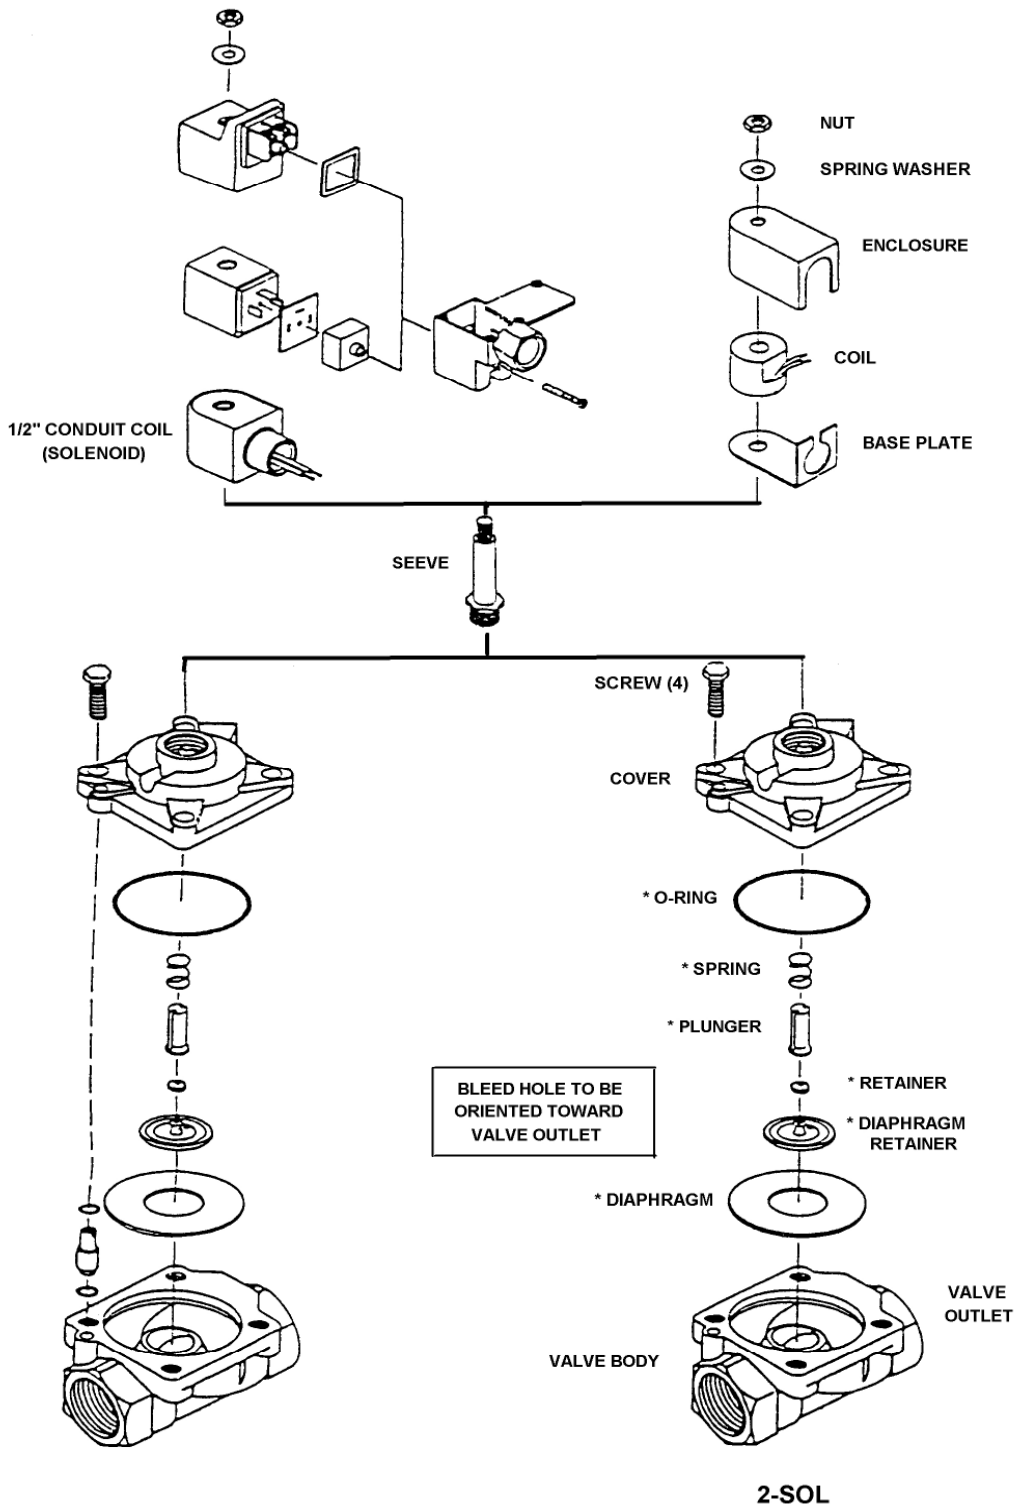 NUT
SPRING WASHER
ENCLOSURE
COIL
1/2" CONDUIT COIL
(SOLENOID)
BASE PLATE
SEEVE
SCREW (4)
COVER
* O-RING
* SPRING
* PLUNGER
* RETAINER
BLEED HOLE TO BE
ORIENTED TOWARD
VALVE OUTLET
* DIAPHRAGM
RETAINER
* DIAPHRAGM
VALVE
OUTLET
VALVE BODY
2-SOL